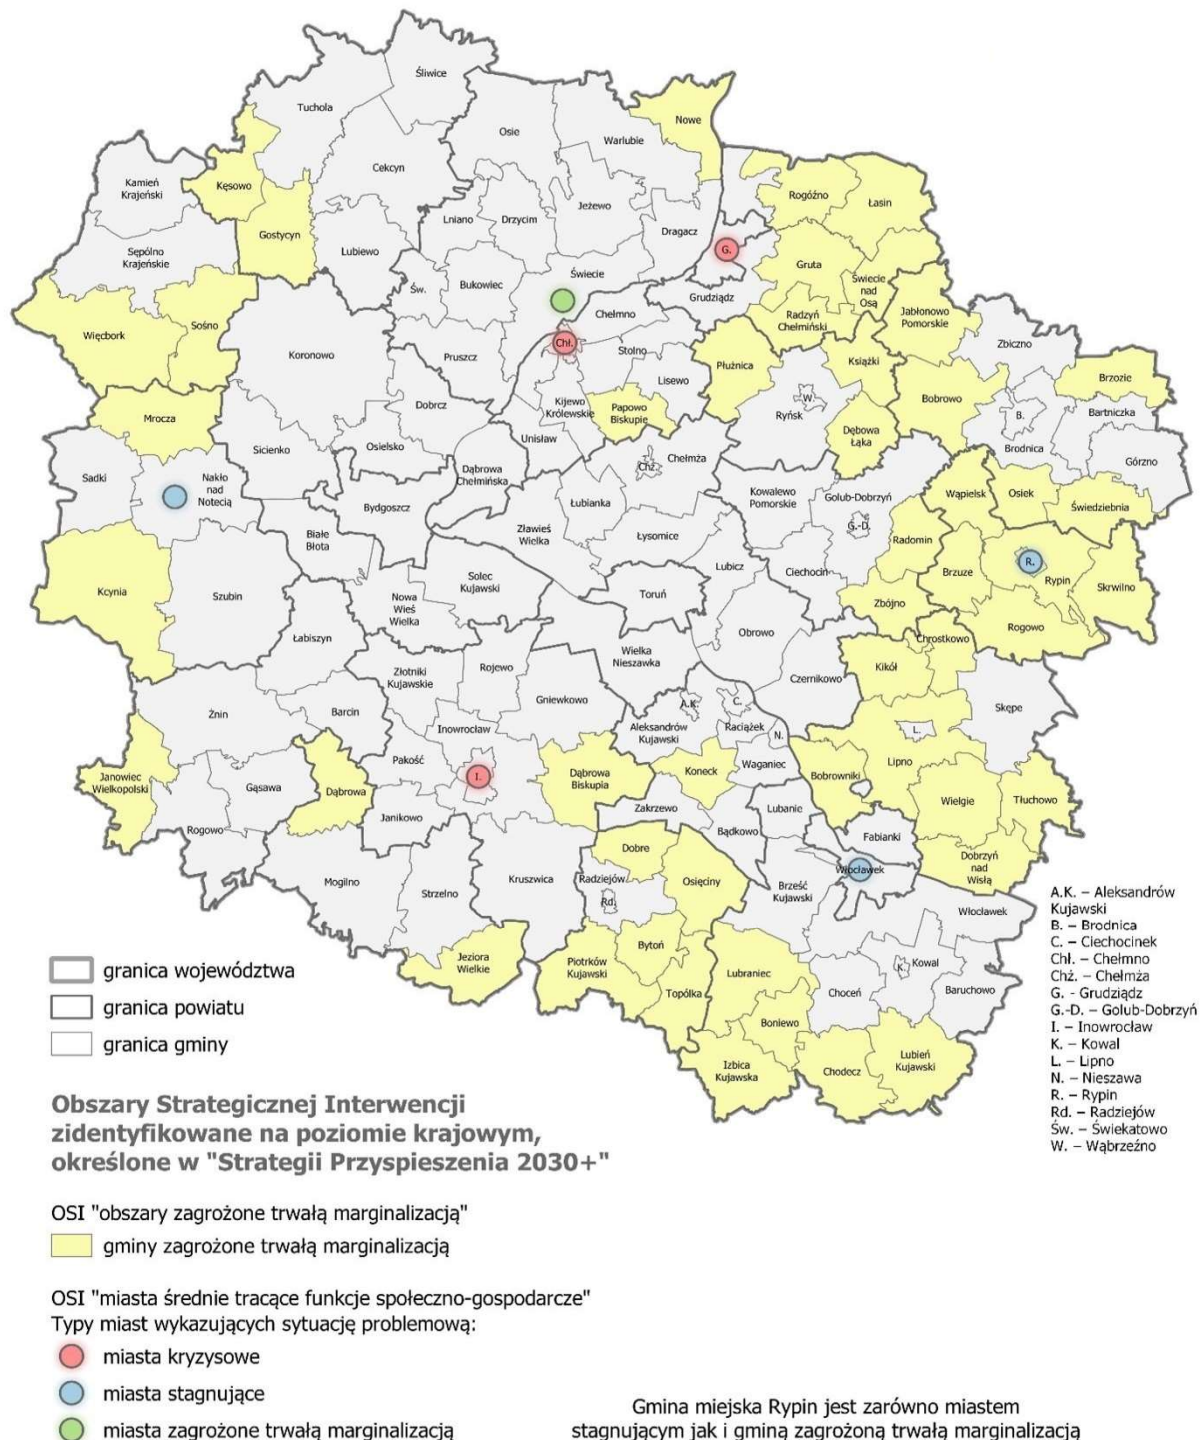 Śliwice
Tuchola
Osie
Warlubie
Nowe
Cekcyn
Kamień
Krajeński
Kęsowo
Rogóźno
Łasin
Lniano
Drzycim
Jeżewo
Dragacz
Gostycyn
Lubiewo
Sępólno
Krajeńskie
G.
Gruta
Świecie
Świecie
nad
Osą
Św.
Bukowiec
Grudziądz
Chełmno
Radzyń
Chełmiński
Jabłonowo
Pomorskie
Więcbork
Sośno
Chł.
Zbiczno
Koronowo
Pruszcz
Stolno
Płużnica
Książki
Lisewo
Brzozie
Mrocza
Dobrcz
Kijewo
Królewskie
Papowo
Biskupie
W.
Ryńsk
Bobrowo
B.
Bartniczka
Dębowa
Łąka
Unisław
Sicienko
Osielsko
Brodnica
Górzno
Dąbrowa
Chełmińska
Chż.
Chełmża
Sadki
Nakło
nad
Notecią
Kowalewo
Pomorskie
Golub-Dobrzyń
Wąpielsk
Osiek
Świedziebnia
Bydgoszcz
Łubianka
G.-D.
Zławieś
Wielka
Łysomice
Radomin
Białe
Błota
Lubicz
Ciechocin
Brzuze
R.
Rypin
Skrwilno
Kcynia
Szubin
Solec
Kujawski
Nowa
Wieś
Wielka
Toruń
Zbójno
Rogowo
Łabiszyn
Obrowo
Chrostkowo
Wielka
Nieszawka
Kikół
Złotniki
Kujawskie
Rojewo
Czernikowo
Gniewkowo
Skępe
Żnin
Barcin
A.K.
C.
Aleksandrów
Kujawski
Raciążek
N.
L.
Inowrocław
Pakość
Waganiec
Lipno
Janowiec
Wielkopolski
Gąsawa
Dąbrowa
I.
Dąbrowa
Biskupia
Koneck
Bobrowniki
Wielgie
Tłuchowo
Rogowo
Janikowo
Zakrzewo
Lubanie
Bądkowo
Fabianki
Dobre
Dobrzyń
nad
Wisłą
Mogilno
Strzelno
Kruszwica
Radziejów
Rd.
Osięciny
Brześć
Kujawski
Włocławek
Włocławek
Jeziora
Wielkie
Piotrków
Kujawski
Bytoń
Lubraniec
K.
Kowal
Choceń
Baruchowo
Topólka
Boniewo
Izbica
Kujawska
Chodecz
Lubień
Kujawski
A.K. – Aleksandrów
Kujawski
B. – Brodnica
C. – Ciechocinek
Chł. – Chełmno
Chż. – Chełmża
G. - Grudziądz
G.-D. – Golub-Dobrzyń
I. – Inowrocław
K. – Kowal
L. – Lipno
N. – Nieszawa
R. – Rypin
Rd. – Radziejów
Św. – Świekatowo
W. – Wąbrzeźno
granica województwa
granica powiatu
granica gminy
Obszary Strategicznej Interwencji
zidentyfikowane na poziomie krajowym,
określone w "Strategii Przyspieszenia 2030+"
OSI "obszary zagrożone trwałą marginalizacją"
gminy zagrożone trwałą marginalizacją
OSI "miasta średnie tracące funkcje społeczno-gospodarcze"
Typy miast wykazujących sytuację problemową:
miasta kryzysowe
miasta stagnujące
miasta zagrożone trwałą marginalizacją
Gmina miejska Rypin jest zarówno miastem
stagnującym jak i gminą zagrożoną trwałą marginalizacją